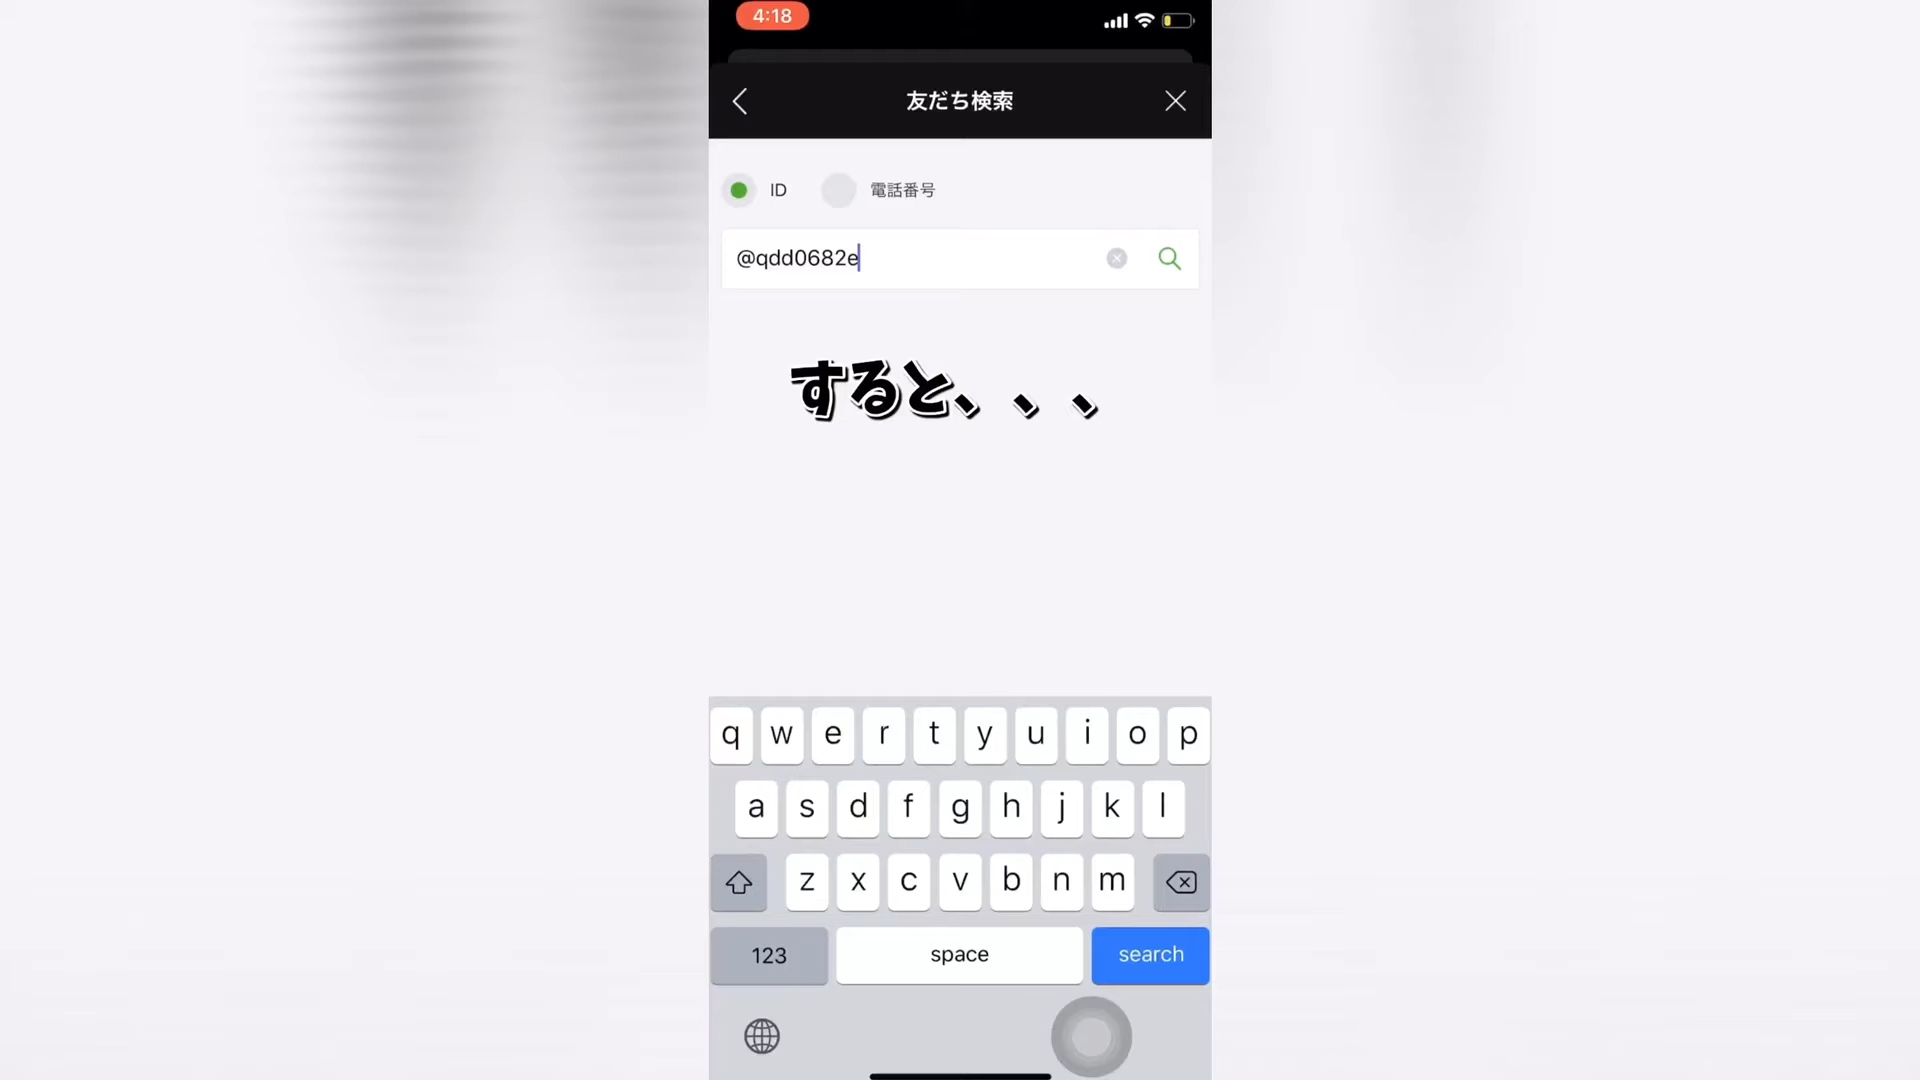 4:18
友だち検索
ID 電話番号
@qdd0682e
すると、、、
q w e r t y u i o p
a s d f g h j k l
z x c v b n m
123 space search